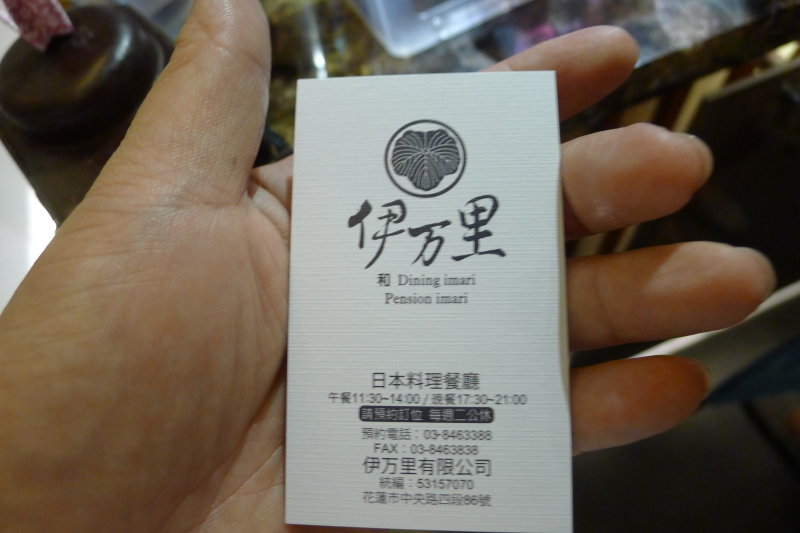 伊万里
和 Dining imari
Pension imari
日本料理餐廳
午餐11:30~14:00 / 晚餐17:30~21:00
請預約訂位 每週二公休
預約電話：03-8463388
FAX：03-8463838
伊万里有限公司
統編：53157070
花蓮市中央路四段86號